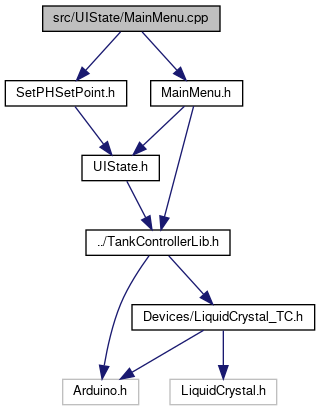 src/UIState/MainMenu.cpp
SetPHSetPoint.h
MainMenu.h
UIState.h
../TankControllerLib.h
Devices/LiquidCrystal_TC.h
Arduino.h
LiquidCrystal.h